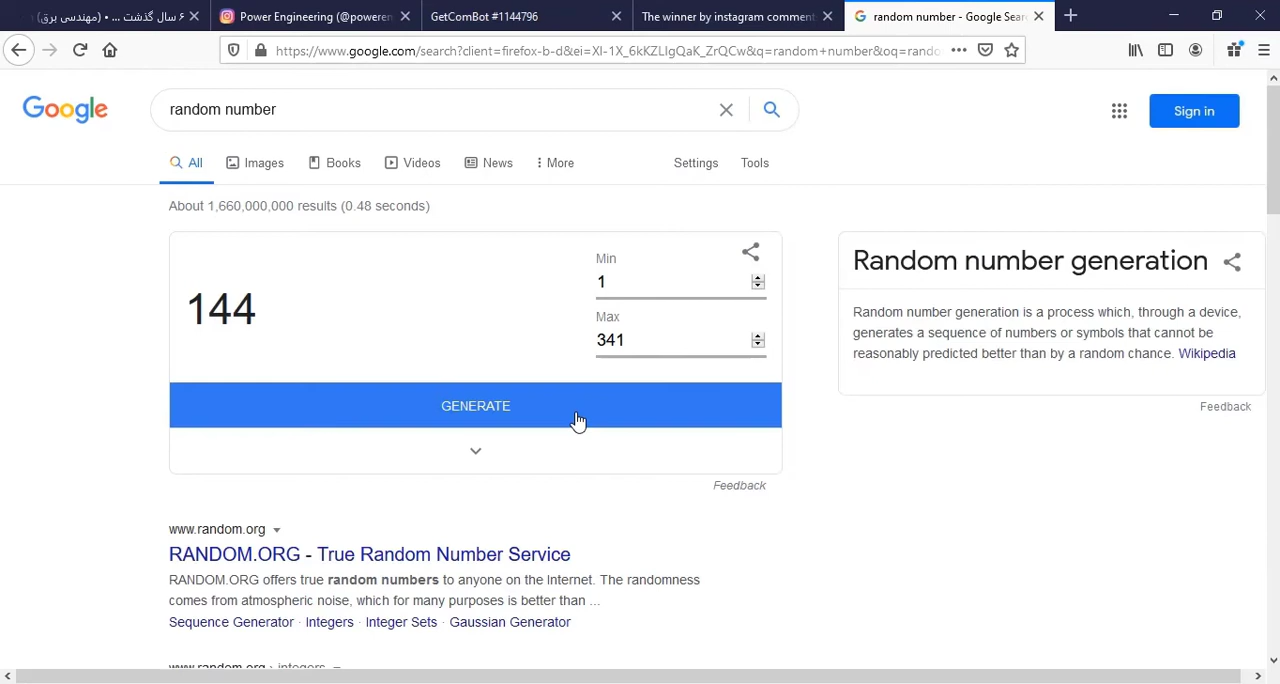 ۶ سال گذشت ... • (مهندسی برق)
Power Engineering (@poweren
GetComBot #1144796
The winner by instagram comment
random number - Google Sear
https://www.google.com/search?client=firefox-b-d&ei=XI-1X_6kKZLIgQaK_ZrQCw&q=random+number&oq=rando
Google
random number
Sign in
All
Images
Books
Videos
News
More
Settings
Tools
About 1,660,000,000 results (0.48 seconds)
144
Min
1
Max
341
GENERATE
Feedback
Random number generation
Random number generation is a process which, through a device,
generates a sequence of numbers or symbols that cannot be
reasonably predicted better than by a random chance. Wikipedia
Feedback
www.random.org
RANDOM.ORG - True Random Number Service
RANDOM.ORG offers true random numbers to anyone on the Internet. The randomness
comes from atmospheric noise, which for many purposes is better than ...
Sequence Generator · Integers · Integer Sets · Gaussian Generator
www.random.org › integers